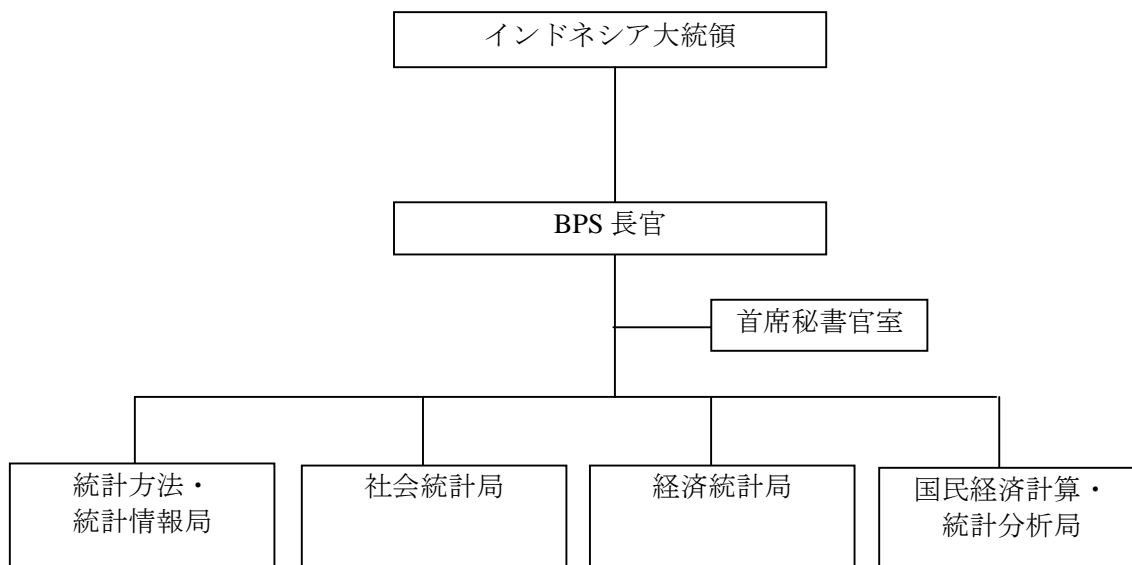 インドネシア大統領
BPS 長官
首席秘書官室
統計方法・
統計情報局
社会統計局
経済統計局
国民経済計算・
統計分析局